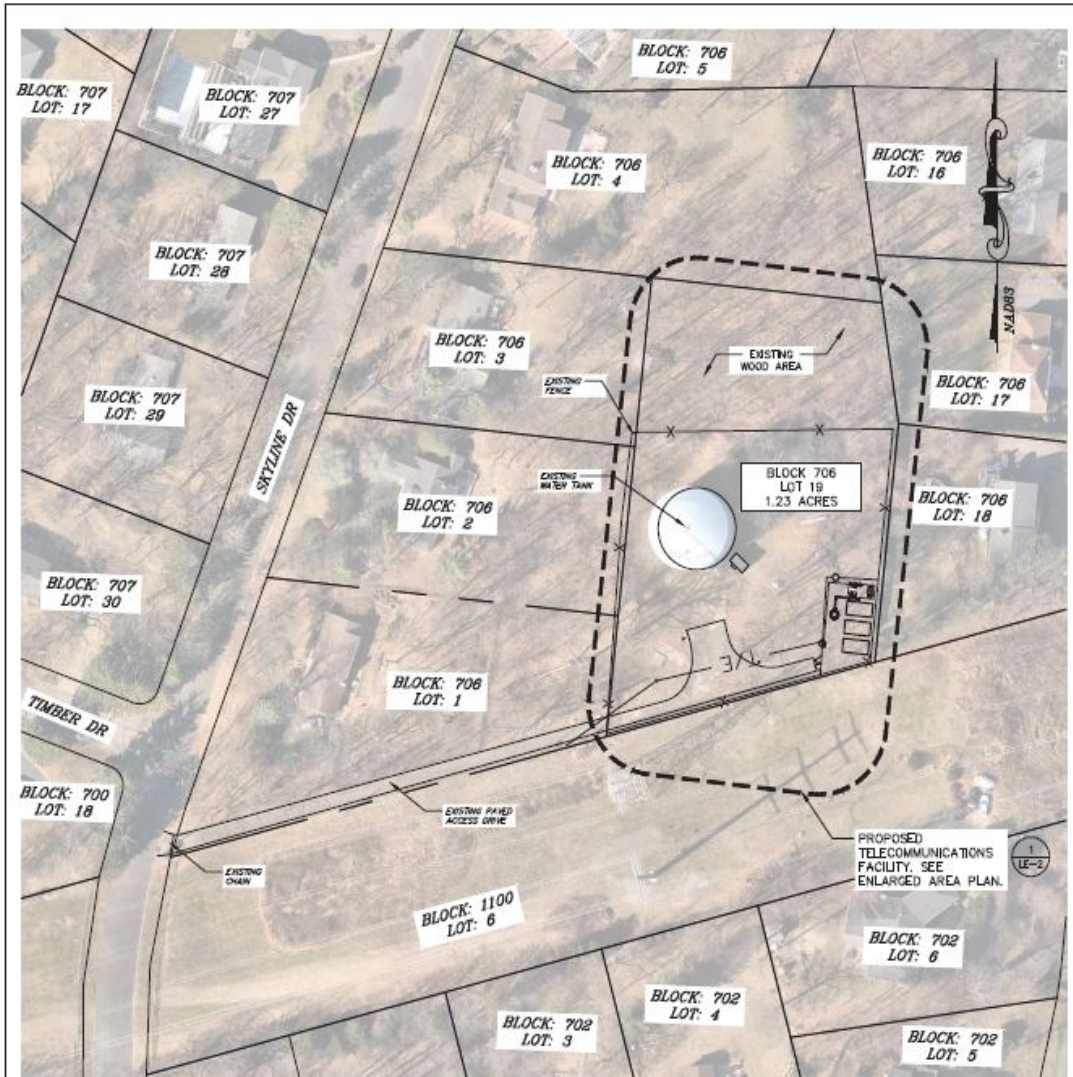 BLOCK: 706
LOT: 5
BLOCK: 707
LOT: 17
BLOCK: 707
LOT: 27
BLOCK: 706
LOT: 4
BLOCK: 706
LOT: 16
BLOCK: 707
LOT: 28
NAD83
BLOCK: 706
LOT: 3
EXISTING
WOOD AREA
EXISTING
FENCE
BLOCK: 706
LOT: 17
BLOCK: 707
LOT: 29
SKYLINE DR
EXISTING
WATER TANK
BLOCK 706
LOT 19
1.23 ACRES
BLOCK: 706
LOT: 2
BLOCK: 706
LOT: 18
BLOCK: 707
LOT: 30
T/E
BLOCK: 706
LOT: 1
TIMBER DR
BLOCK: 700
LOT: 18
EXISTING PAVED
ACCESS DRIVE
EXISTING
CHAIN
PROPOSED
TELECOMMUNICATIONS
FACILITY. SEE
ENLARGED AREA PLAN.
1
LE-2
BLOCK: 1100
LOT: 6
BLOCK: 702
LOT: 6
BLOCK: 702
LOT: 4
BLOCK: 702
LOT: 3
BLOCK: 702
LOT: 5